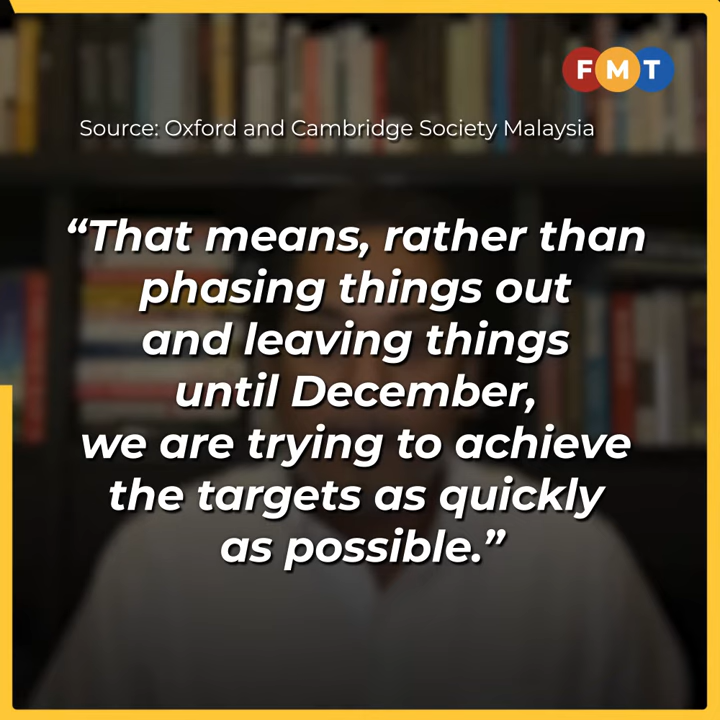 FMT
Source: Oxford and Cambridge Society Malaysia
“That means, rather than
phasing things out
and leaving things
until December,
we are trying to achieve
the targets as quickly
as possible.”